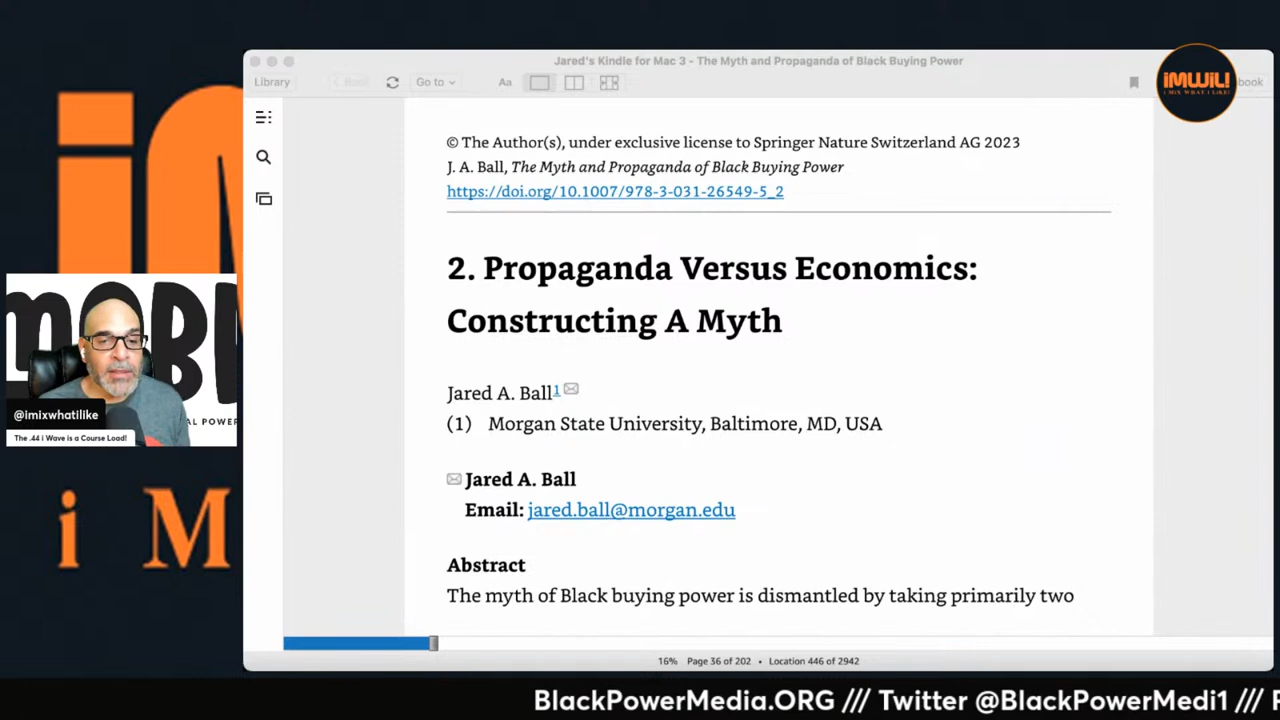 Jared's Kindle for Mac 3 - The Myth and Propaganda of Black Buying Power
Library
Back
Go to
Aa
iMWiL!
i MiX WHAT i LiKE!
© The Author(s), under exclusive license to Springer Nature Switzerland AG 2023
J. A. Ball, The Myth and Propaganda of Black Buying Power
https://doi.org/10.1007/978-3-031-26549-5_2
2. Propaganda Versus Economics:
Constructing A Myth
Jared A. Ball1
(1) Morgan State University, Baltimore, MD, USA
Jared A. Ball
Email: jared.ball@morgan.edu
Abstract
The myth of Black buying power is dismantled by taking primarily two
16% Page 36 of 202 • Location 446 of 2942
@imixwhatilike
The .44 i Wave is a Course Load!
i M
BlackPowerMedia.ORG /// Twitter @BlackPowerMedi1 ///